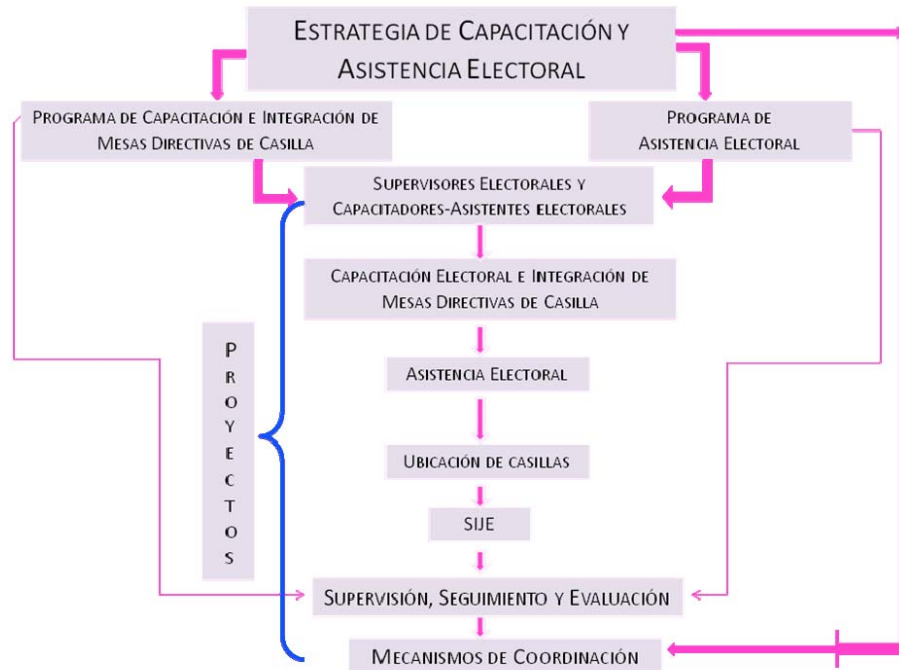 ESTRATEGIA DE CAPACITACIÓN Y
ASISTENCIA ELECTORAL
PROGRAMA DE CAPACITACIÓN E INTEGRACIÓN DE
MESAS DIRECTIVAS DE CASILLA
PROGRAMA DE
ASISTENCIA ELECTORAL
SUPERVISORES ELECTORALES Y
CAPACITADORES-ASISTENTES ELECTORALES
CAPACITACIÓN ELECTORAL E INTEGRACIÓN DE
MESAS DIRECTIVAS DE CASILLA
PROYECTOS
ASISTENCIA ELECTORAL
UBICACIÓN DE CASILLAS
SIJE
SUPERVISIÓN, SEGUIMIENTO Y EVALUACIÓN
MECANISMOS DE COORDINACIÓN